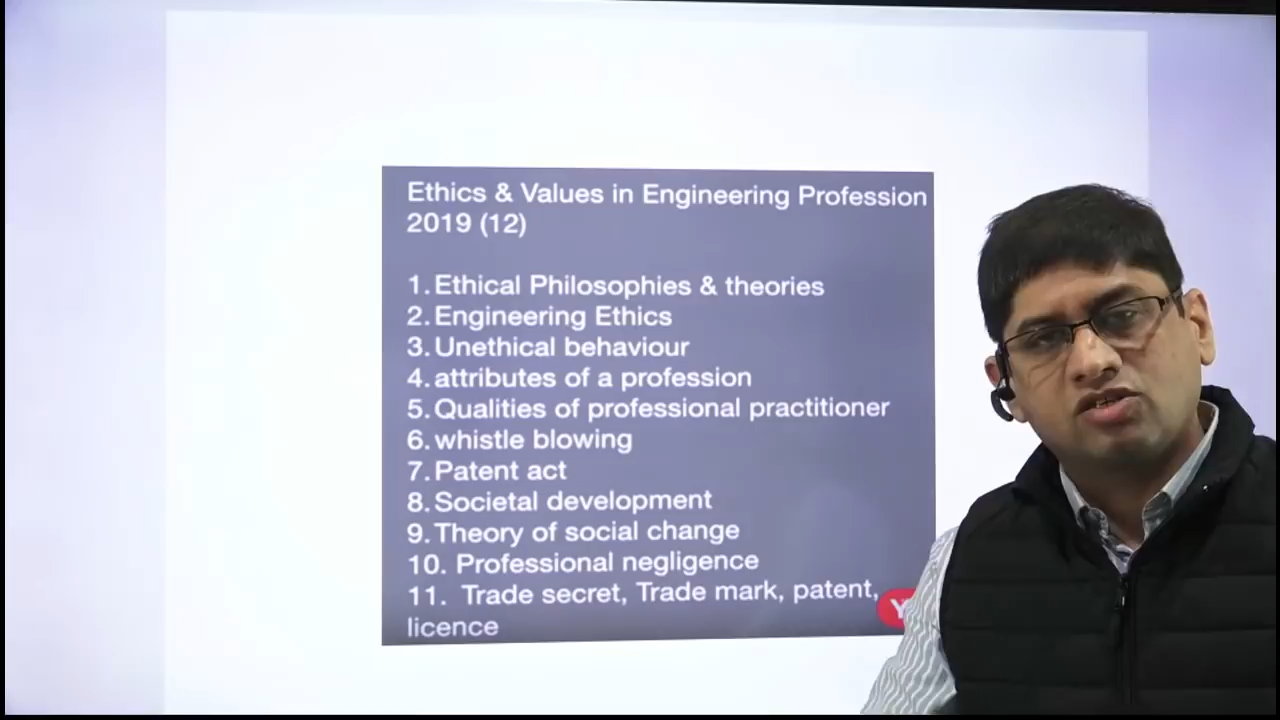 Ethics & Values in Engineering Profession
2019 (12)
1. Ethical Philosophies & theories
2. Engineering Ethics
3. Unethical behaviour
4. attributes of a profession
5. Qualities of professional practitioner
6. whistle blowing
7. Patent act
8. Societal development
9. Theory of social change
10. Professional negligence
11. Trade secret, Trade mark, patent,
licence